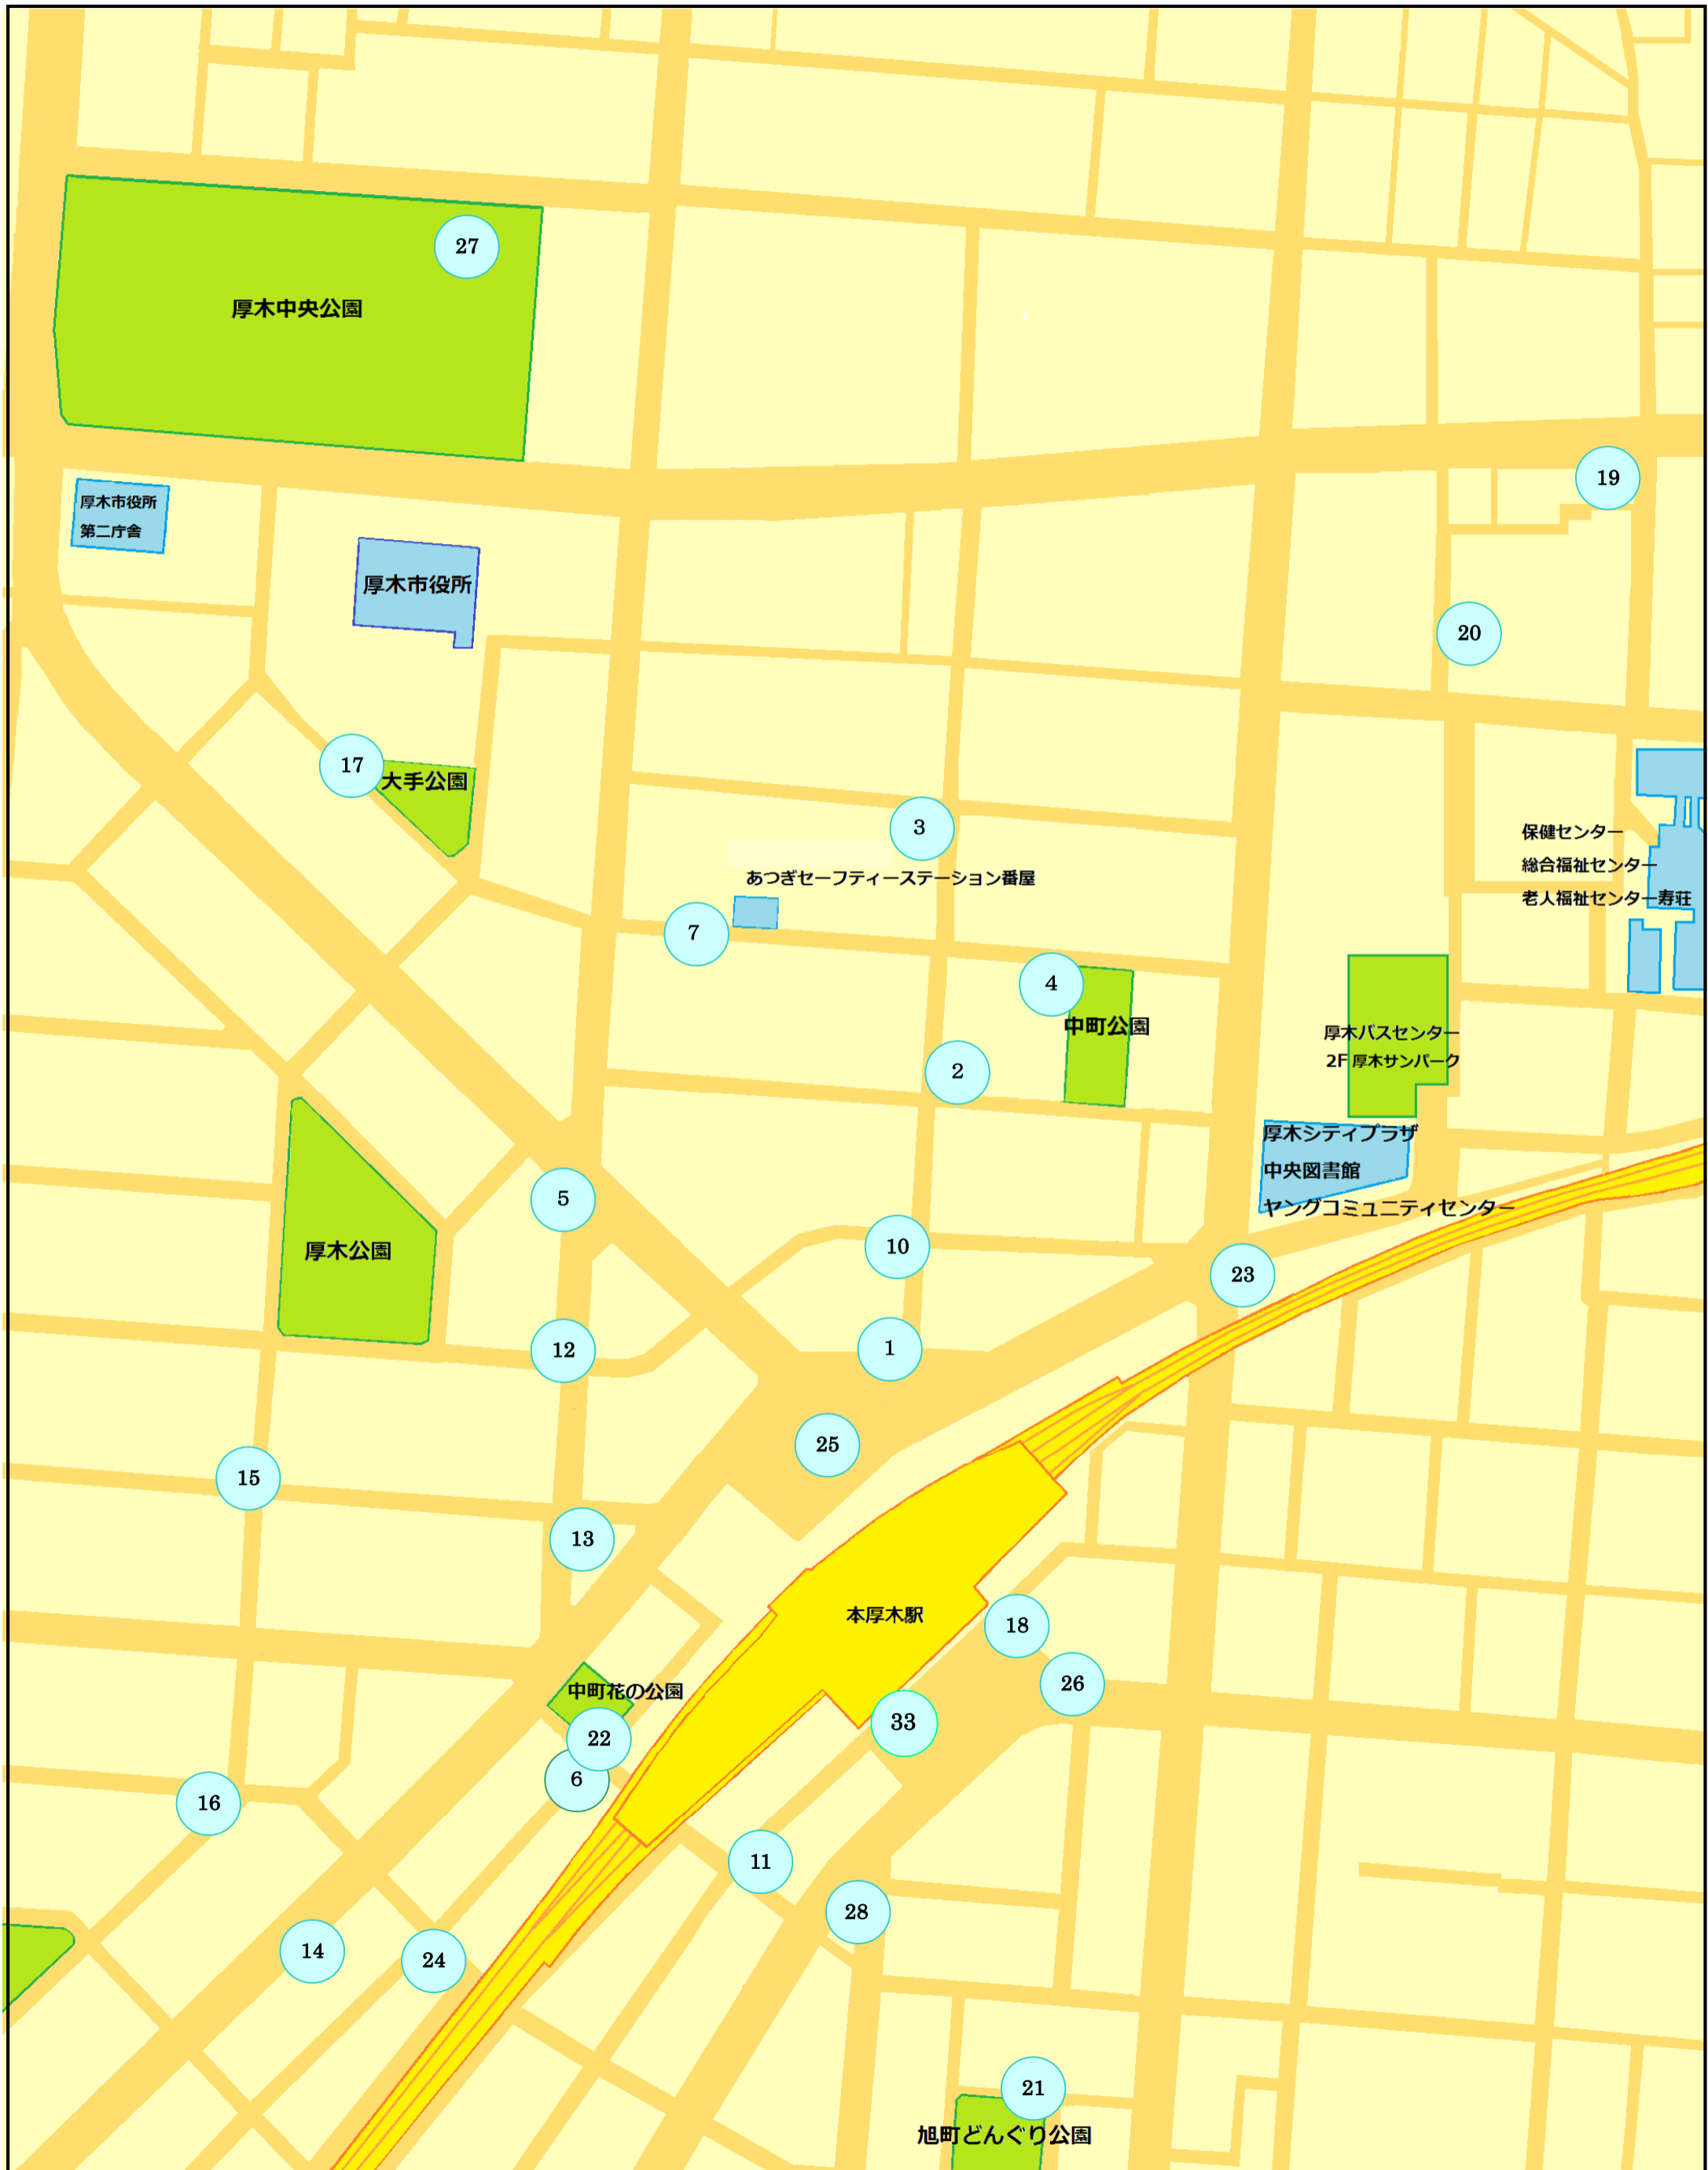 27
厚木中央公園
19
厚木市役所
第二庁舎
厚木市役所
20
17
大手公園
3
保健センター
総合福祉センター
老人福祉センター寿荘
あつぎセーフティーステーション番屋
7
4
中町公園
厚木バスセンター
2F 厚木サンパーク
2
厚木シティプラザ
中央図書館
ヤングコミュニティセンター
5
厚木公園
10
23
12
1
25
15
13
本厚木駅
18
中町花の公園
26
22
33
6
16
11
28
14
24
21
旭町どんぐり公園